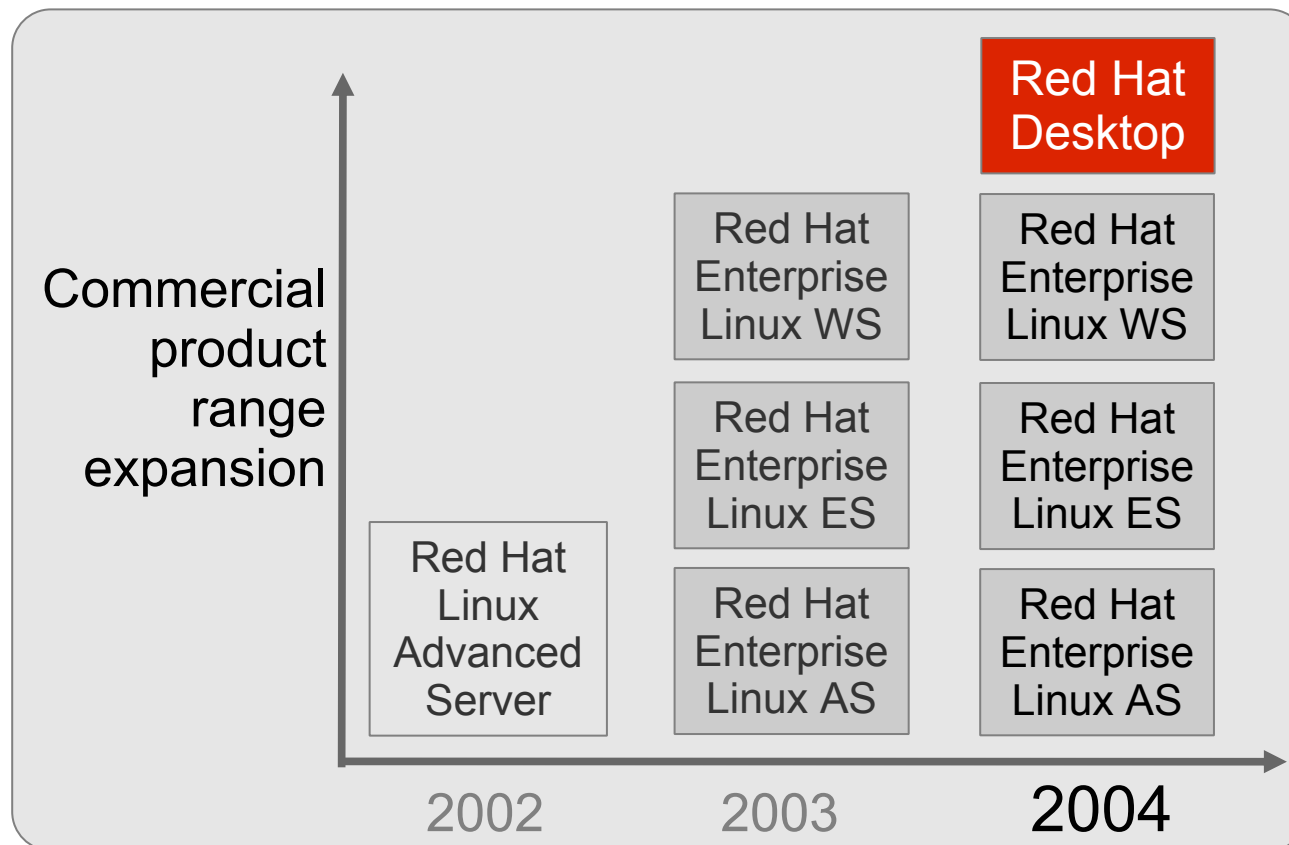 Commercial
product
range
expansion
Red Hat
Linux
Advanced
Server
Red Hat
Enterprise
Linux WS
Red Hat
Enterprise
Linux ES
Red Hat
Enterprise
Linux AS
Red Hat
Desktop
Red Hat
Enterprise
Linux WS
Red Hat
Enterprise
Linux ES
Red Hat
Enterprise
Linux AS
2002
2003
2004